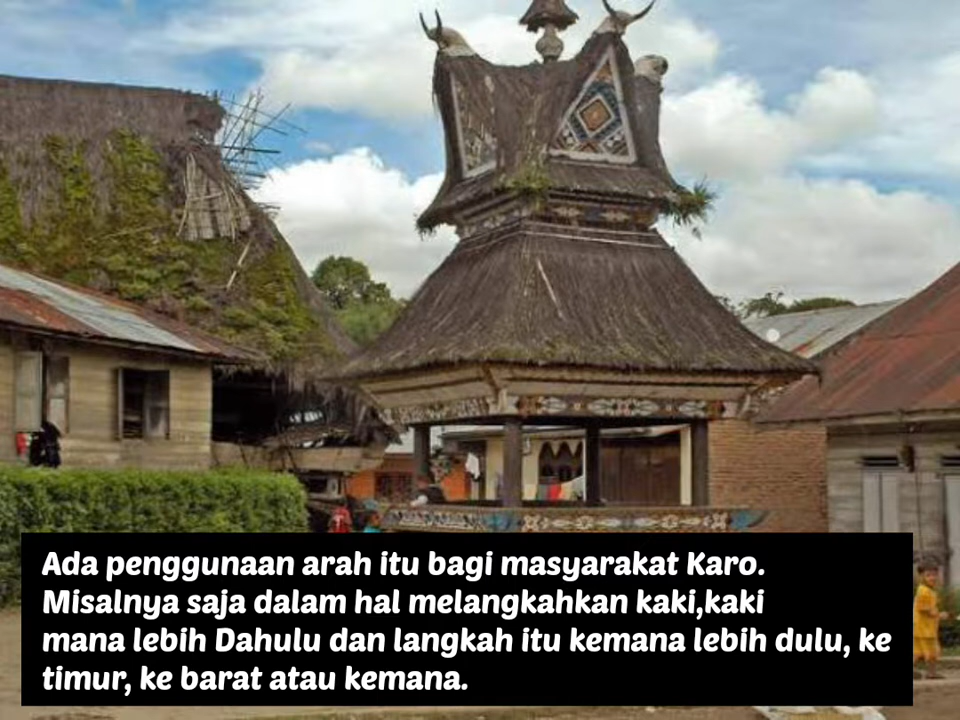 Ada penggunaan arah itu bagi masyarakat Karo.
Misalnya saja dalam hal melangkahkan kaki,kaki
mana lebih Dahulu dan langkah itu kemana lebih dulu, ke
timur, ke barat atau kemana.